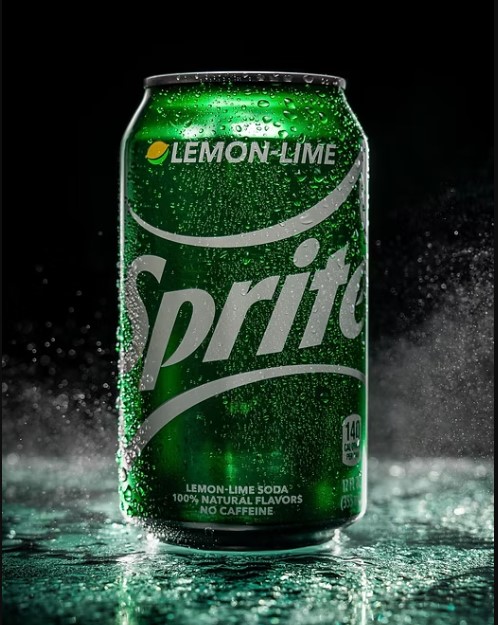 LEMON-LIME
Sprite
140
LEMON-LIME SODA
100% NATURAL FLAVORS
NO CAFFEINE